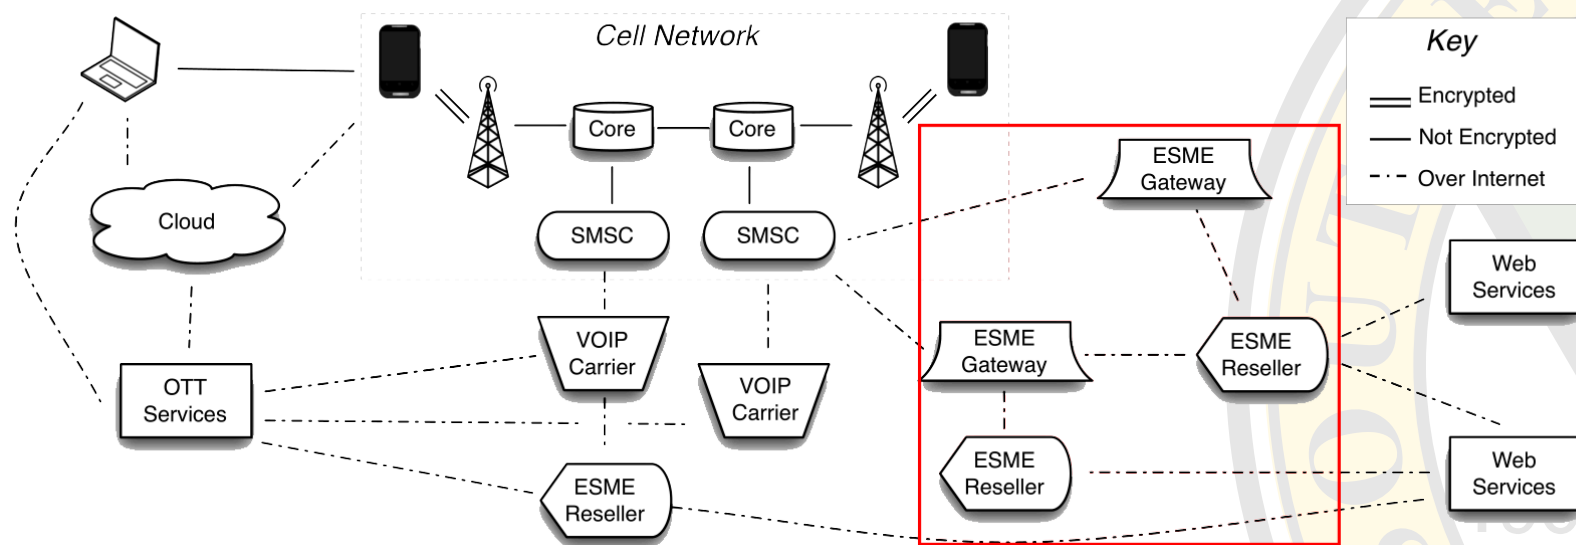 Cell Network
Key
Encrypted
Not Encrypted
Over Internet
Core
Core
ESME
Gateway
Cloud
SMSC
SMSC
Web
Services
VOIP
Carrier
ESME
Gateway
ESME
Reseller
OTT
Services
VOIP
Carrier
ESME
Reseller
ESME
Reseller
Web
Services